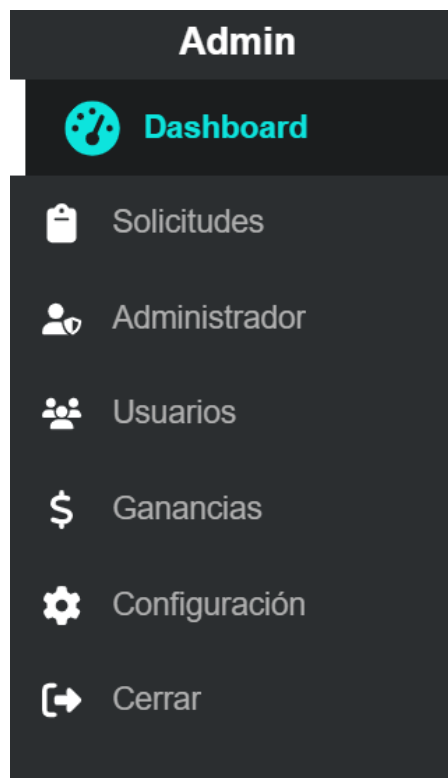 Admin
Dashboard
Solicitudes
Administrador
Usuarios
Ganancias
Configuración
Cerrar